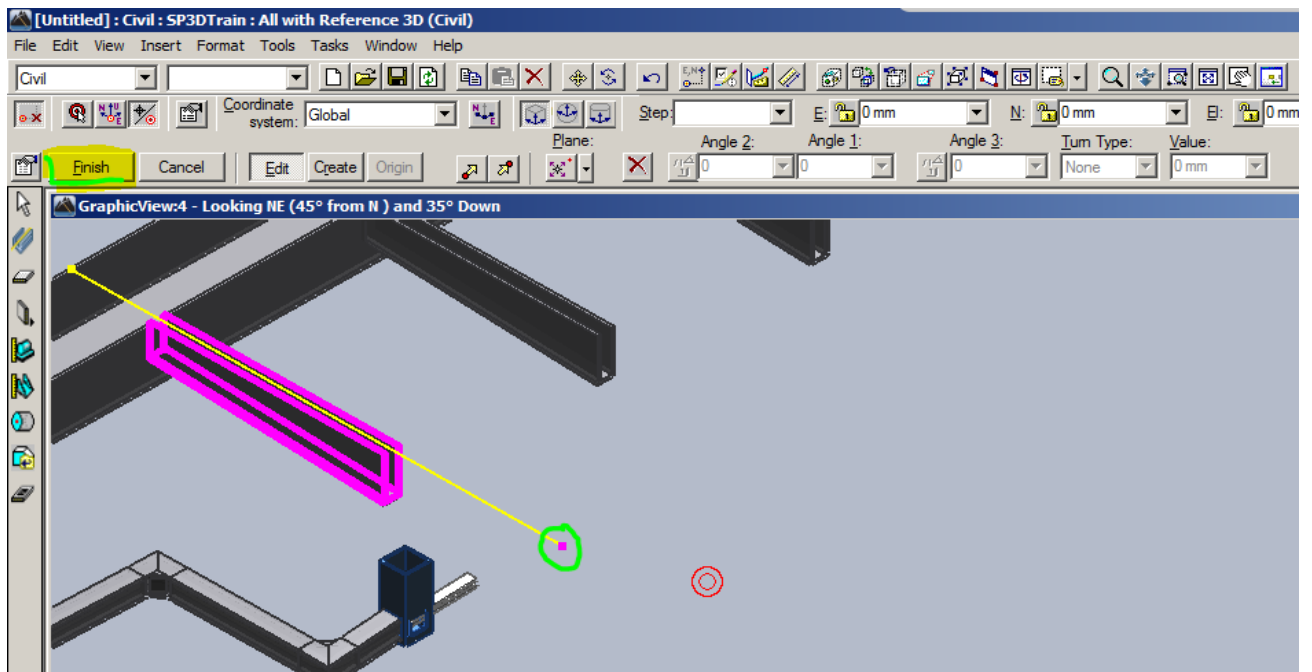 [Untitled] : Civil : SP3DTrain : All with Reference 3D (Civil)
File Edit View Insert Format Tools Tasks Window Help
Civil
Coordinate system: Global Step: E: 0 mm N: 0 mm El: 0 mm
Plane: Angle 2: Angle 1: Angle 3: Turn Type: Value:
Finish Cancel Edit Create Origin 0 0 0 None 0 mm
GraphicView:4 - Looking NE (45° from N ) and 35° Down